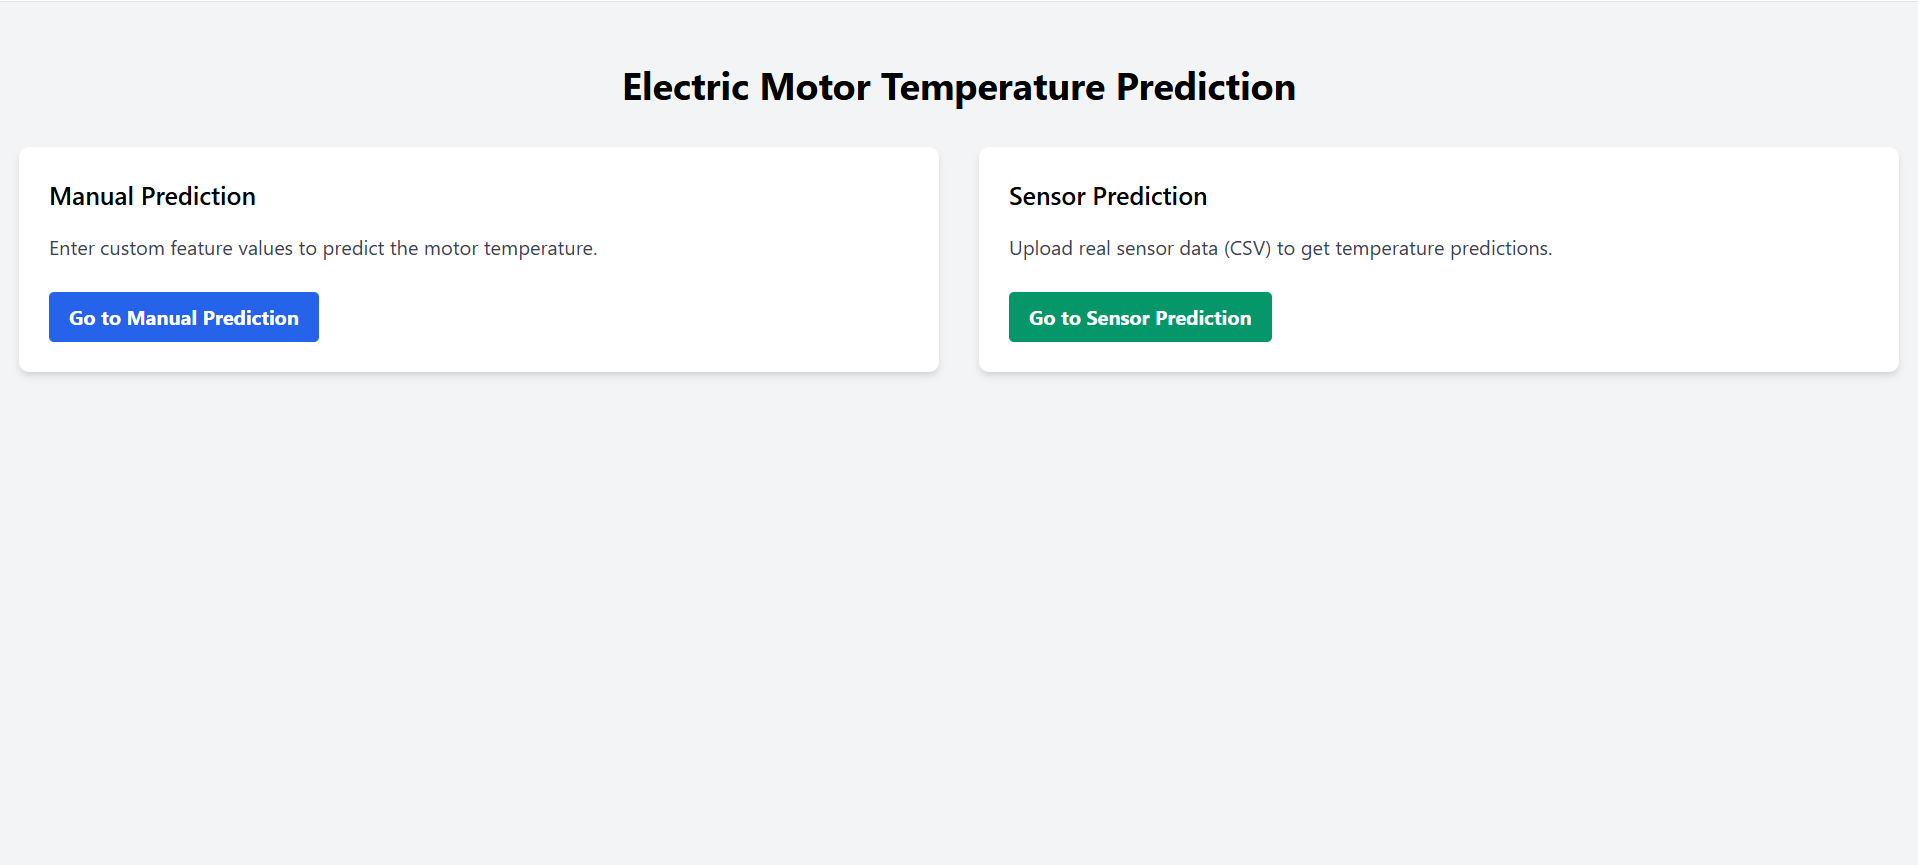 Electric Motor Temperature Prediction
Manual Prediction
Enter custom feature values to predict the motor temperature.
Go to Manual Prediction
Sensor Prediction
Upload real sensor data (CSV) to get temperature predictions.
Go to Sensor Prediction